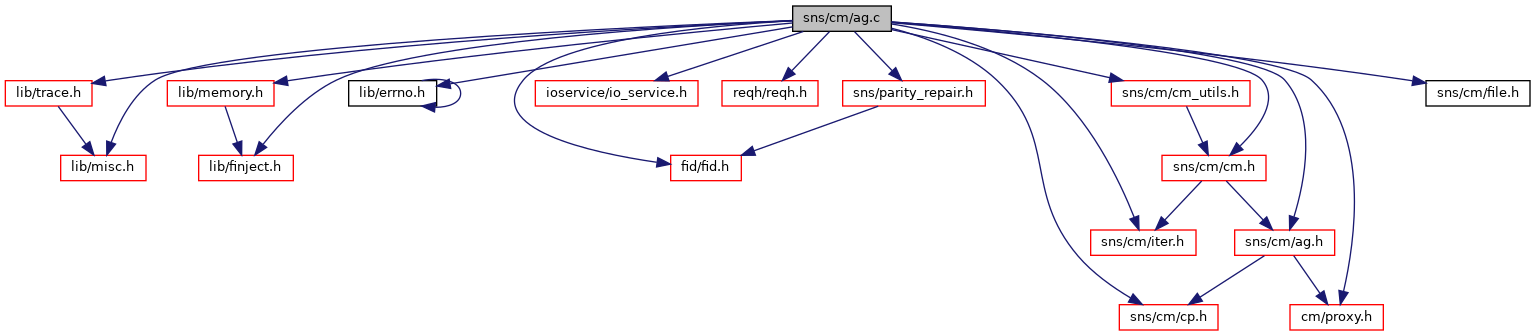 sns/cm/ag.c
lib/trace.h
lib/memory.h
lib/errno.h
ioservice/io_service.h
reqh/reqh.h
sns/parity_repair.h
sns/cm/cm_utils.h
sns/cm/file.h
lib/misc.h
lib/finject.h
fid/fid.h
sns/cm/cm.h
sns/cm/iter.h
sns/cm/ag.h
sns/cm/cp.h
cm/proxy.h